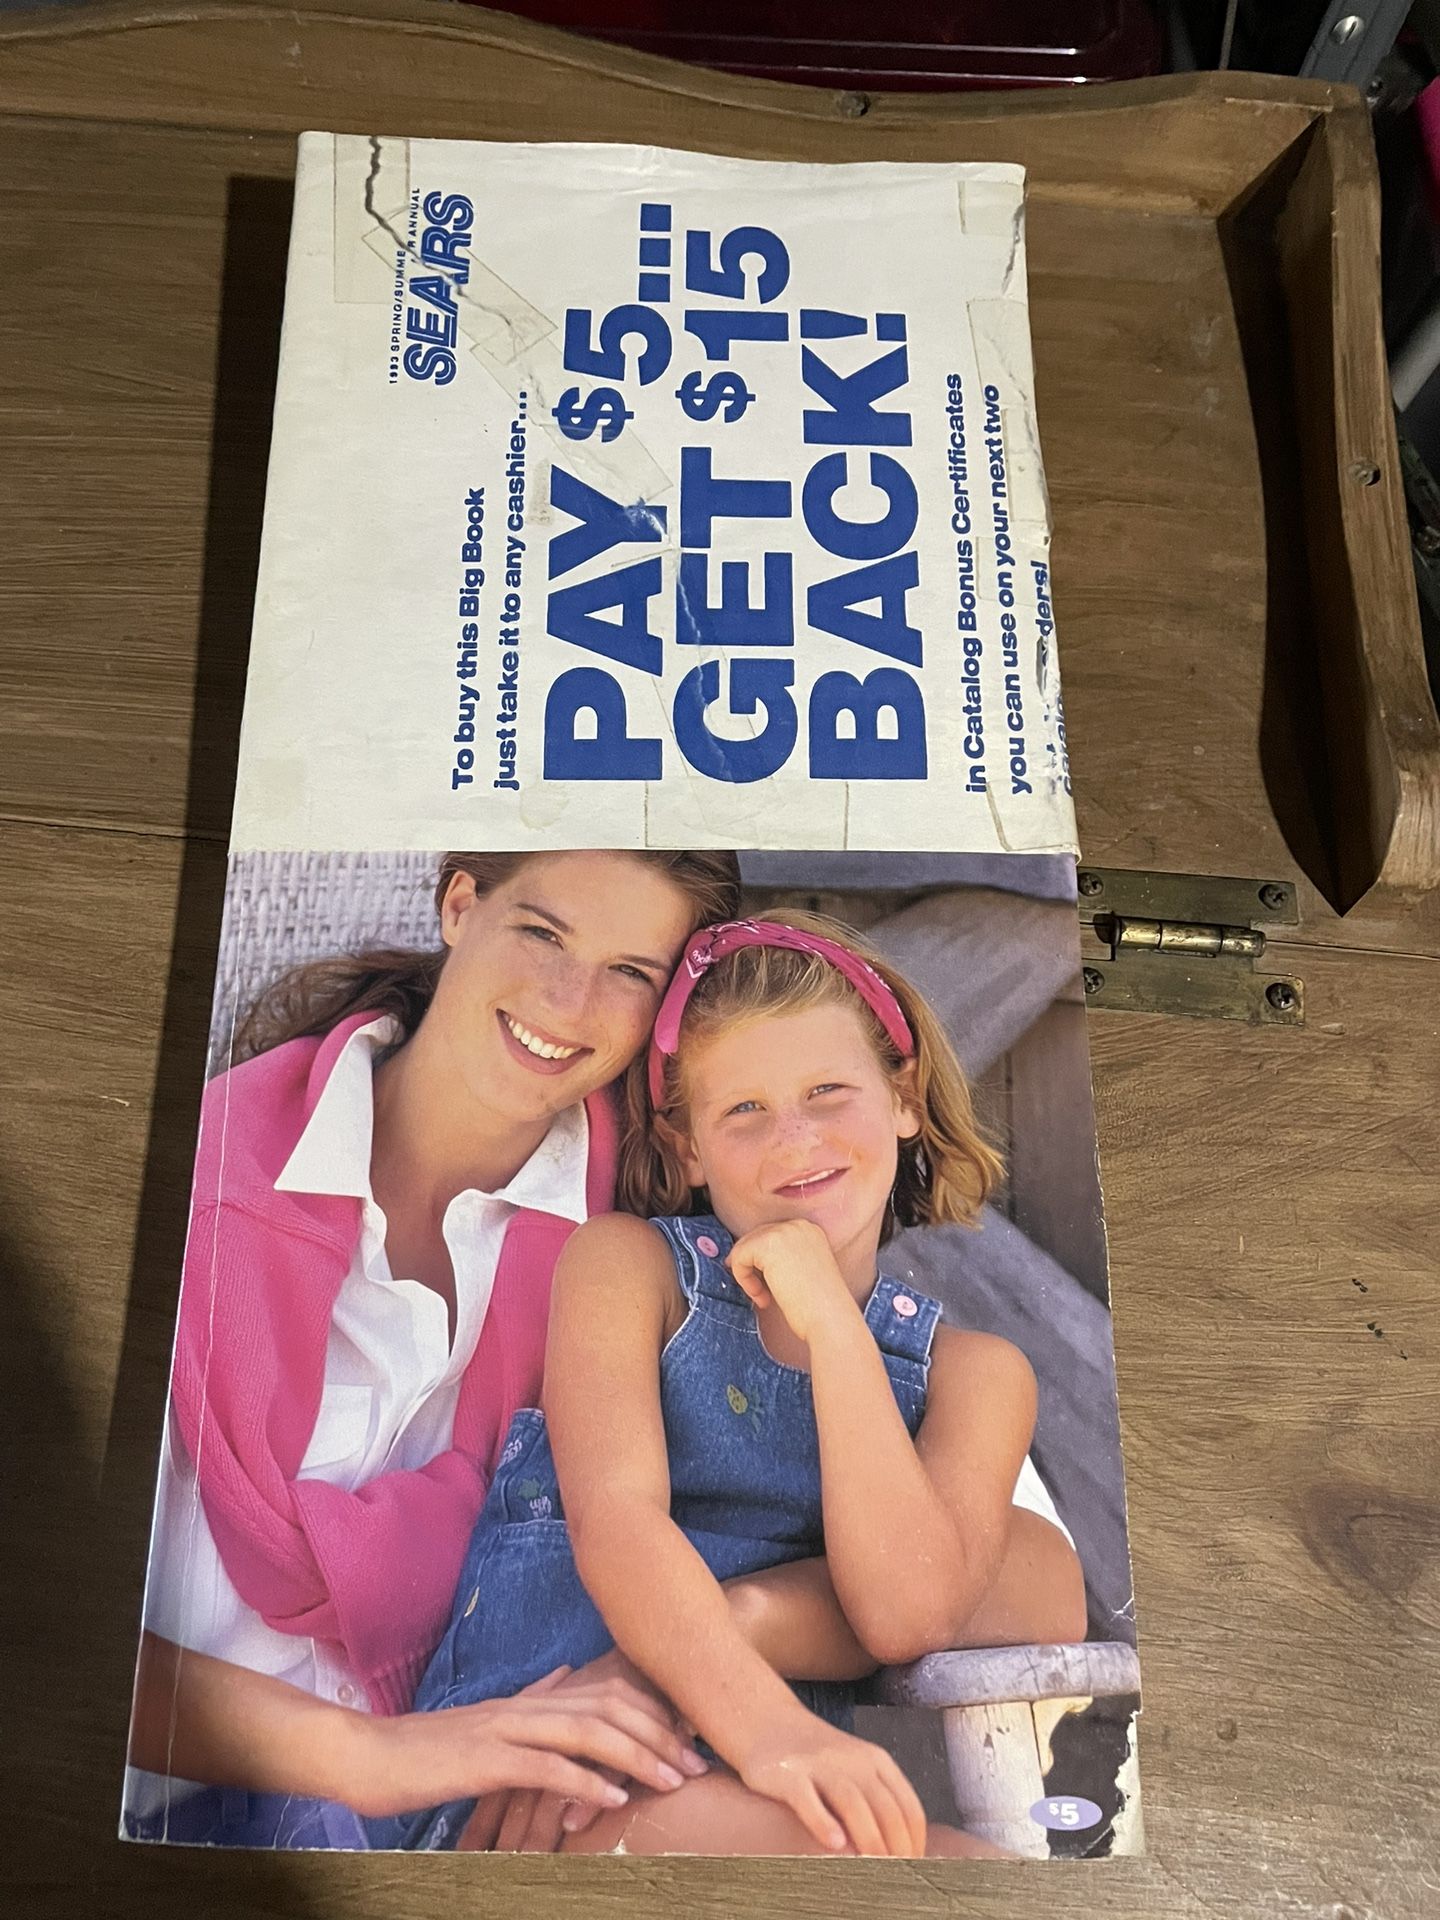 1993 SPRING/SUMMER ANNUAL
SEARS
To buy this Big Book
just take it to any cashier...
PAY $5...
GET $15
BACK!
in Catalog Bonus Certificates
you can use on your next two
$5